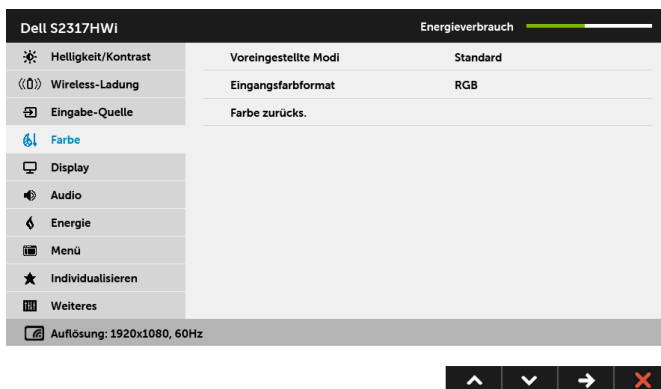 Dell S2317HWi Energieverbrauch
Helligkeit/Kontrast Voreingestellte Modi Standard
Wireless-Ladung Eingangsfarbformat RGB
Eingabe-Quelle Farbe zurücks.
Farbe
Display
Audio
Energie
Menü
Individualisieren
Weiteres
Auflösung: 1920x1080, 60Hz